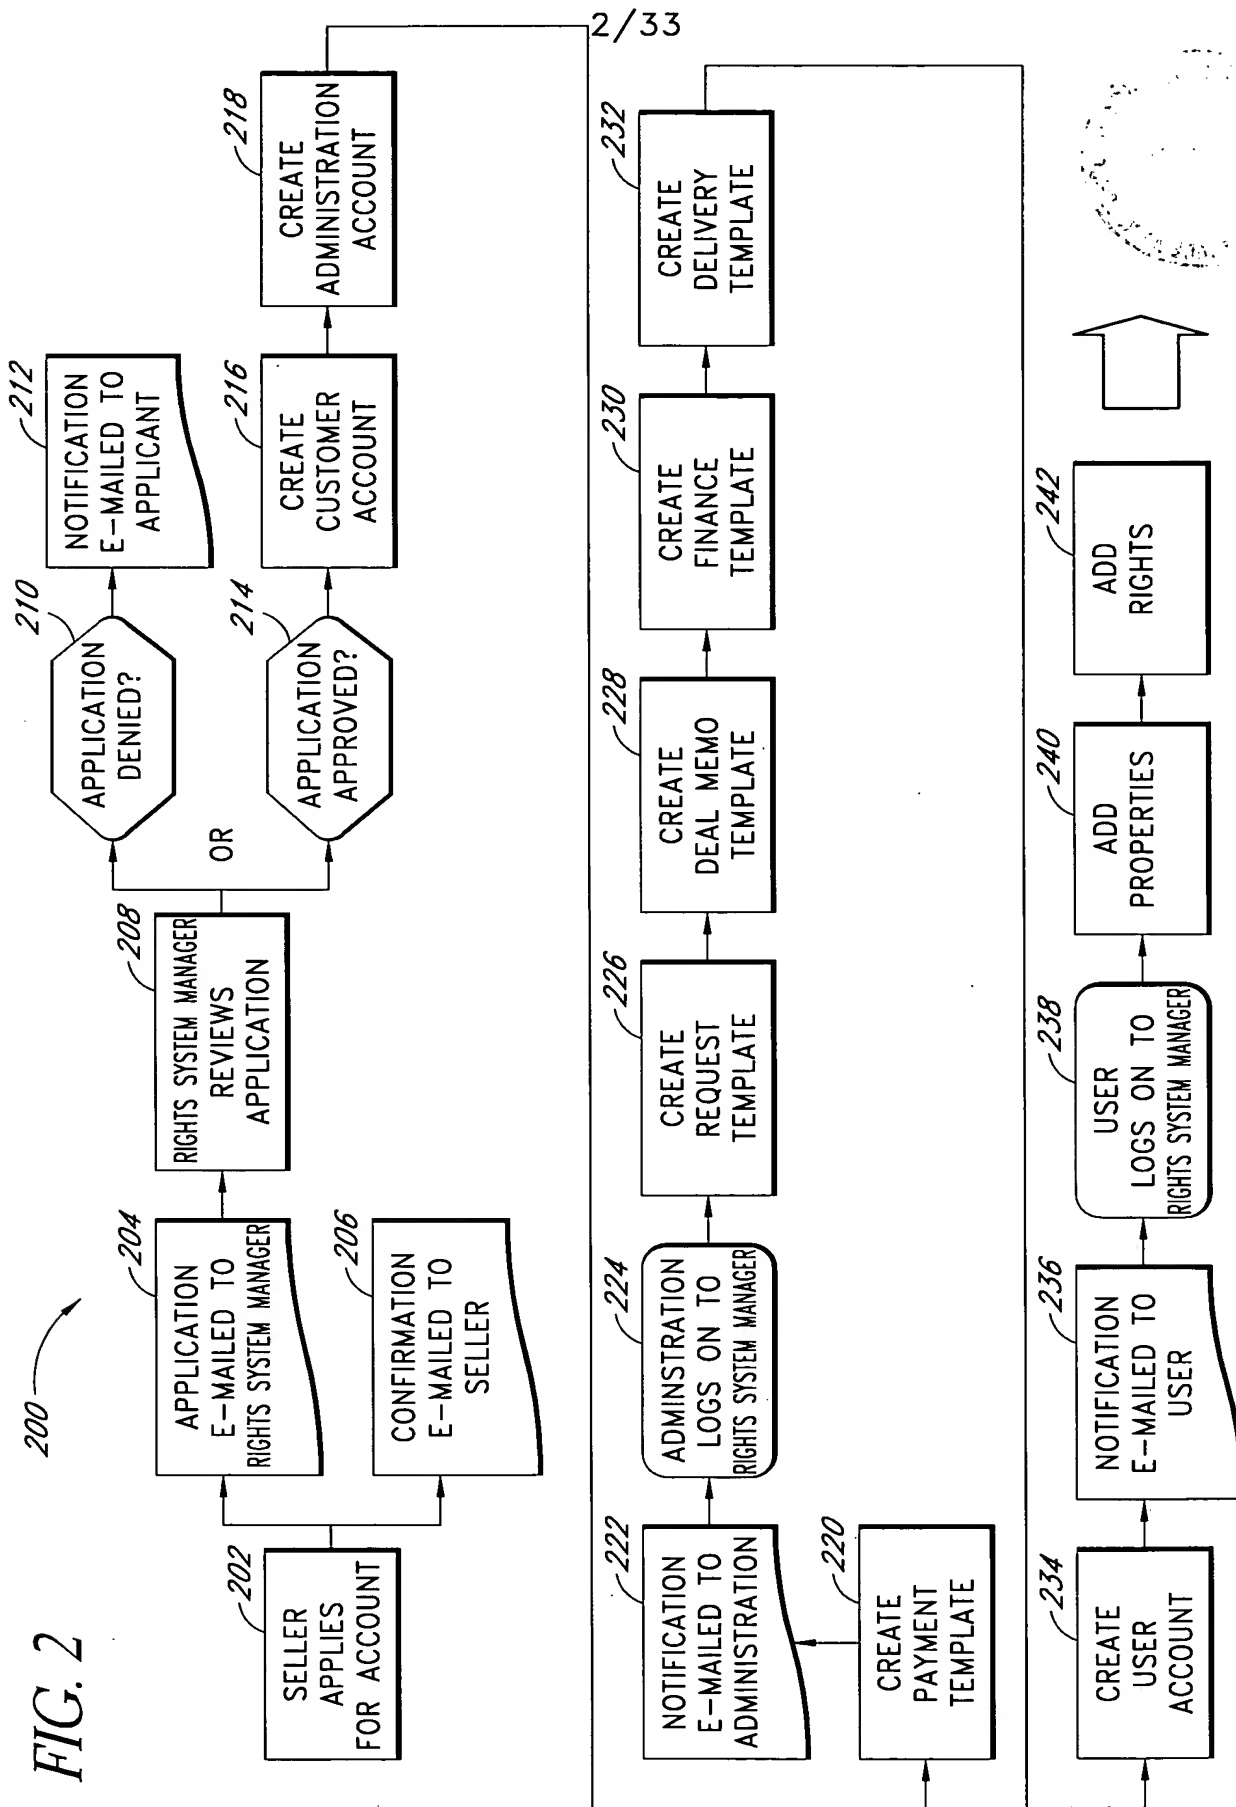 2/33
FIG. 2
200
202
SELLER
APPLIES
FOR ACCOUNT
204
APPLICATION
E-MAILED TO
RIGHTS SYSTEM MANAGER
206
CONFIRMATION
E-MAILED TO
SELLER
208
RIGHTS SYSTEM MANAGER
REVIEWS
APPLICATION
OR
210
APPLICATION
DENIED?
212
NOTIFICATION
E-MAILED TO
APPLICANT
214
APPLICATION
APPROVED?
216
CREATE
CUSTOMER
ACCOUNT
218
CREATE
ADMINISTRATION
ACCOUNT
220
CREATE
PAYMENT
TEMPLATE
222
NOTIFICATION
E-MAILED TO
ADMINISTRATION
224
ADMINSTRATION
LOGS ON TO
RIGHTS SYSTEM MANAGER
226
CREATE
REQUEST
TEMPLATE
228
CREATE
DEAL MEMO
TEMPLATE
230
CREATE
FINANCE
TEMPLATE
232
CREATE
DELIVERY
TEMPLATE
234
CREATE
USER
ACCOUNT
236
NOTIFICATION
E-MAILED TO
USER
238
USER
LOGS ON TO
RIGHTS SYSTEM MANAGER
240
ADD
PROPERTIES
242
ADD
RIGHTS